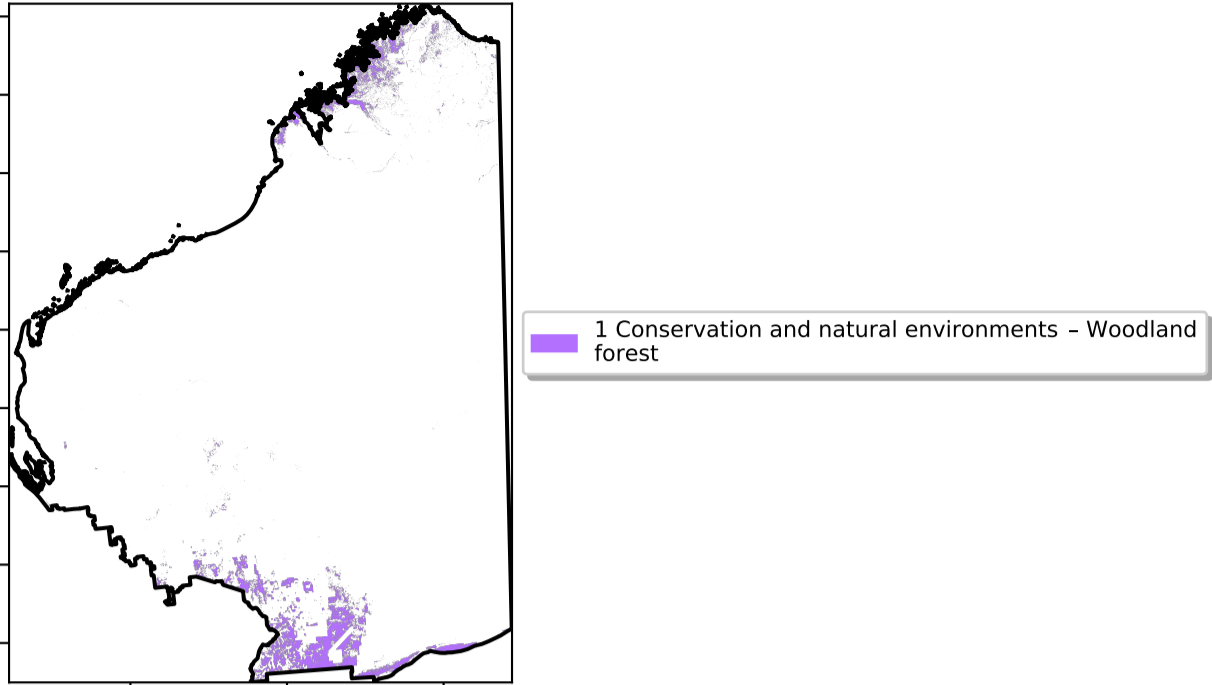 1 Conservation and natural environments – Woodland
forest